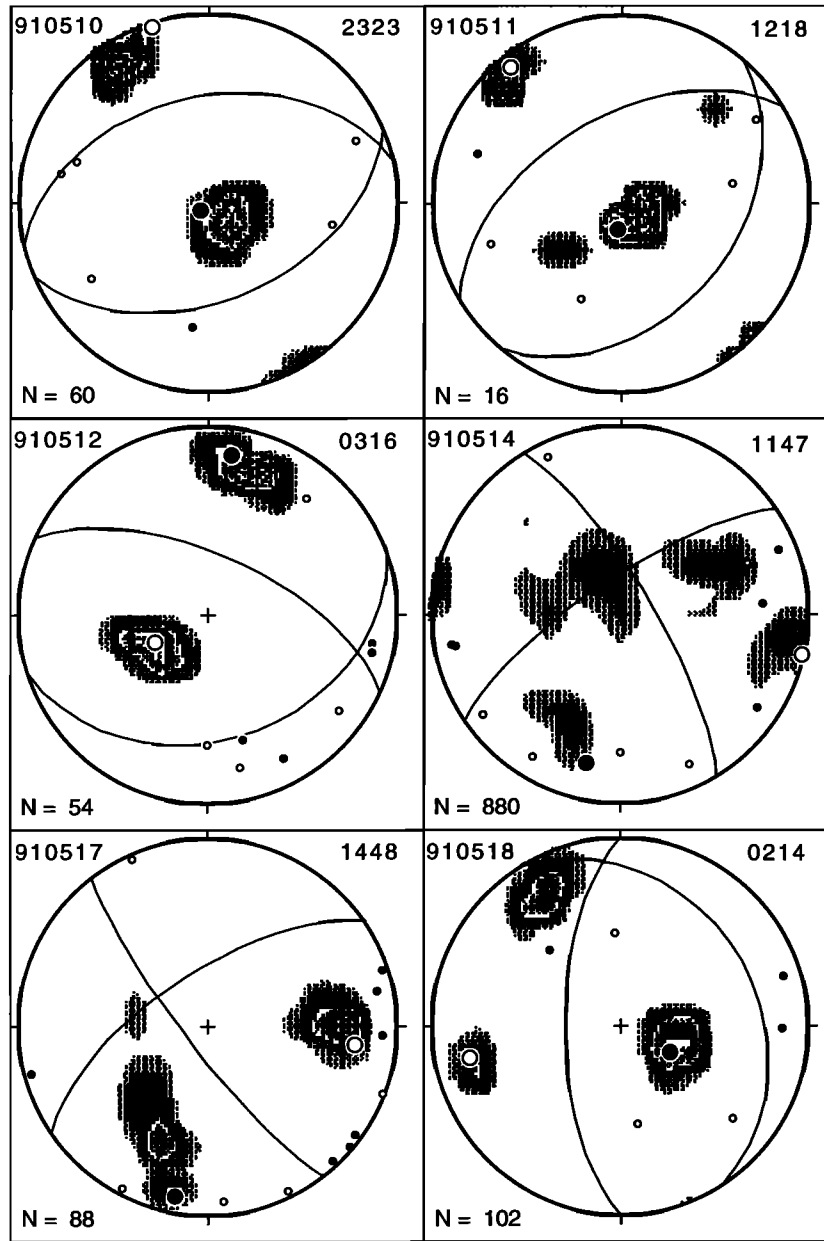 910510 2323
N = 60
910511 1218
N = 16
910512 0316
N = 54
910514 1147
N = 880
910517 1448
N = 88
910518 0214
N = 102